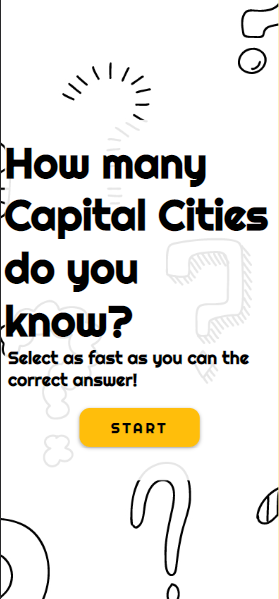 How many
Capital Cities
do you
know?
Select as fast as you can the
correct answer!
START